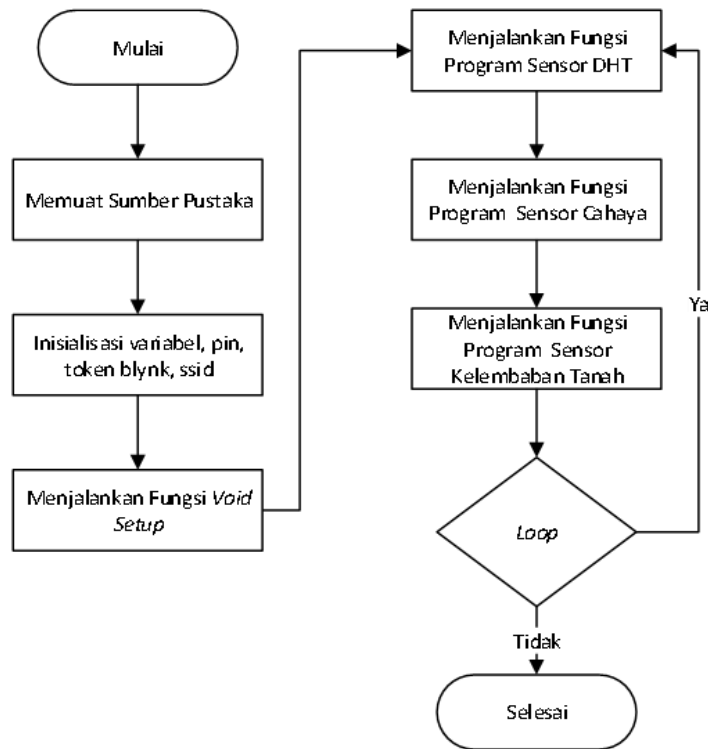 Mulai
Memuat Sumber Pustaka
Inisialisasi variabel, pin,
token blynk, ssid
Menjalankan Fungsi Void
Setup
Menjalankan Fungsi
Program Sensor DHT
Menjalankan Fungsi
Program Sensor Cahaya
Menjalankan Fungsi
Program Sensor
Kelembaban Tanah
Loop
Ya
Tidak
Selesai